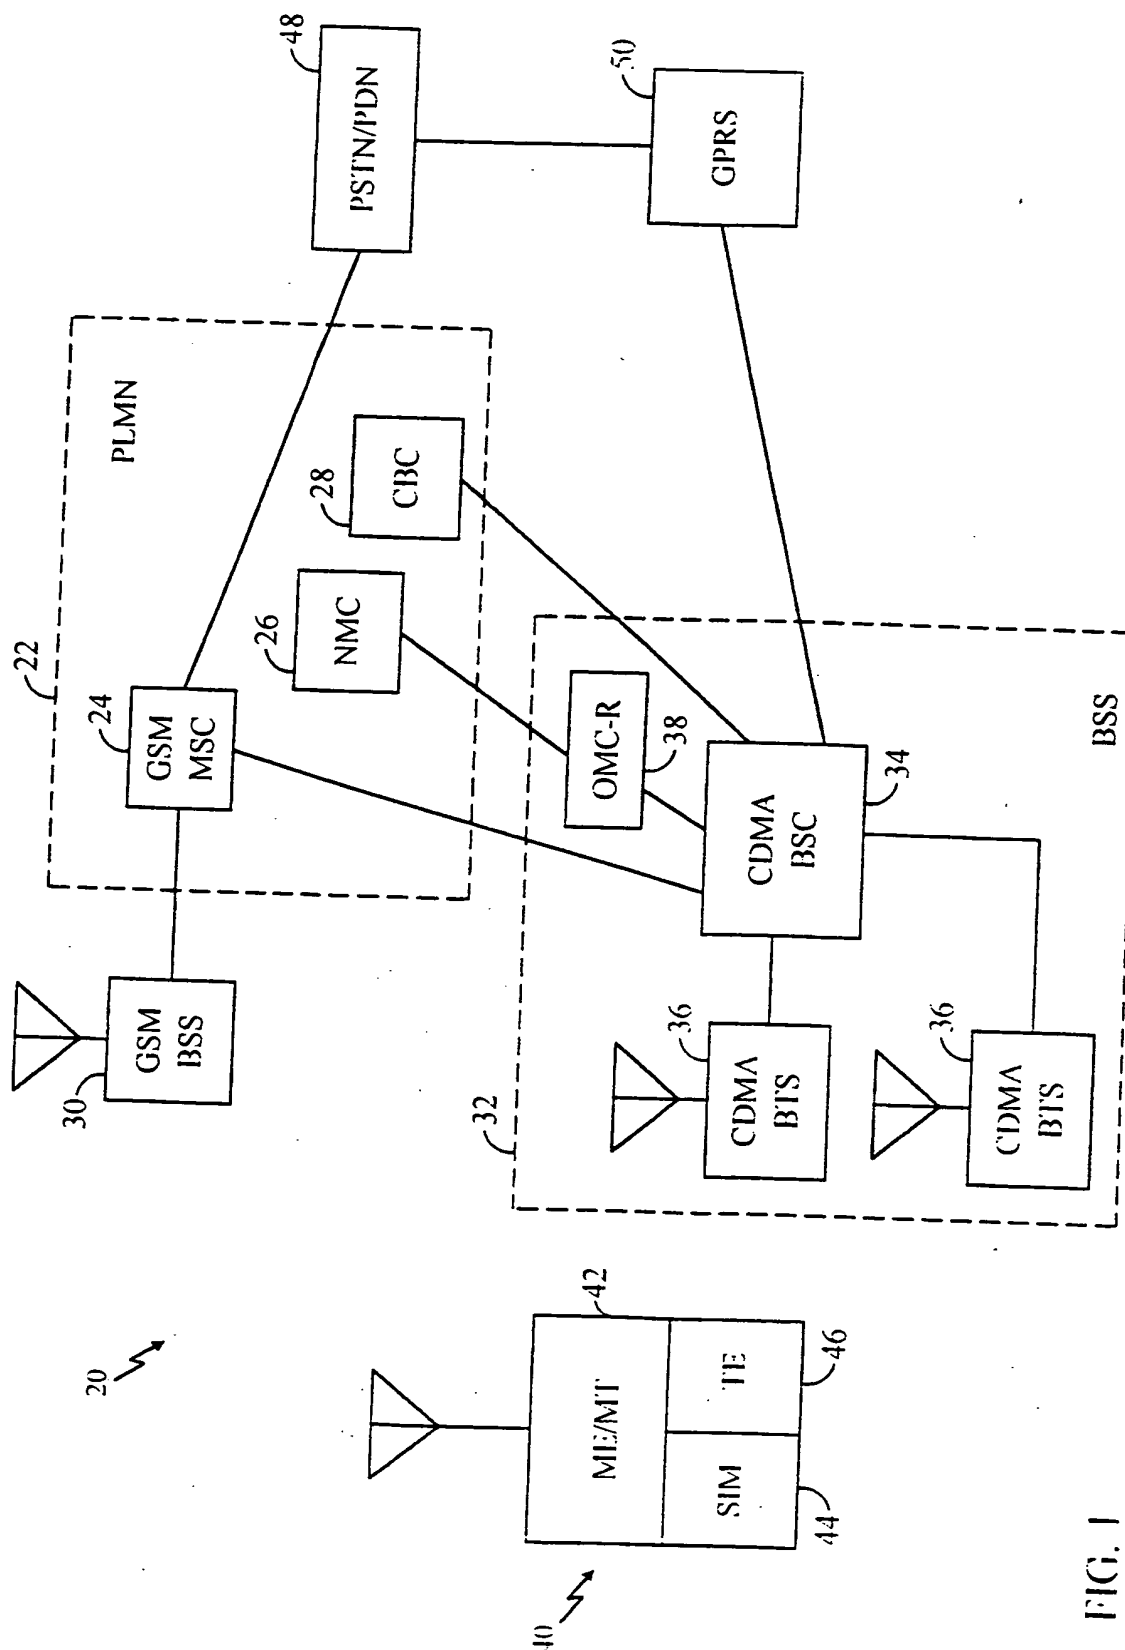 20
40
42
ME/MT
SIM
TE
44
46
30
GSM
BSS
22
24
GSM
MSC
PLMN
26
NMC
28
CBC
48
PSTN/PDN
50
GPRS
32
OMC-R
38
CDMA
BSC
34
36
CDMA
BTS
36
CDMA
BTS
BSS
FIG. 1